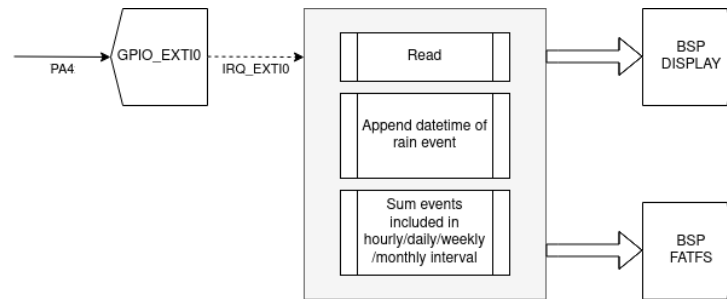 GPIO_EXTI0
PA4
IRQ_EXTI0
Read
Append datetime of
rain event
Sum events
included in
hourly/daily/weekly
/monthly interval
BSP
DISPLAY
BSP
FATFS